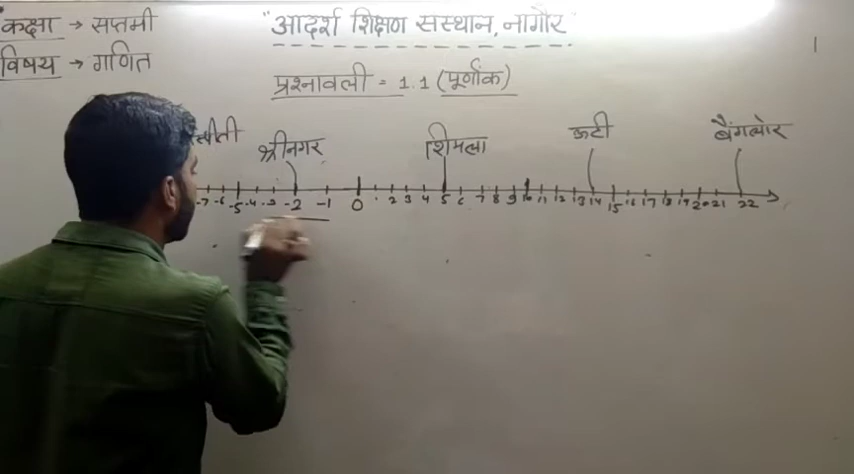 कक्षा → सप्तमी
"आदर्श शिक्षण संस्थान, नागौर"
विषय → गणित
प्रश्नावली = 1.1 (पूर्णांक)
श्रीनगर शिमला ऊटी बैंगलोर
-7 -6 -5 -4 -3 -2 -1 0 2 3 4 5 6 7 8 9 10 11 12 13 14 15 16 17 18 19 20 21 22